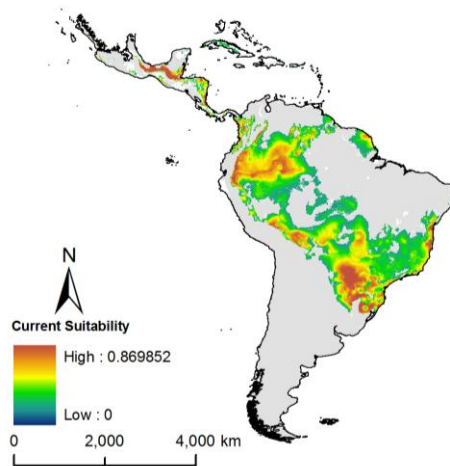 N
Current Suitability
High : 0.869852
Low : 0
0 2,000 4,000 km